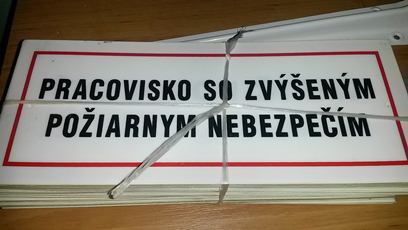 PRACOVISKO SO ZVÝŠENÝM
POŽIARNYM NEBEZPEČÍM